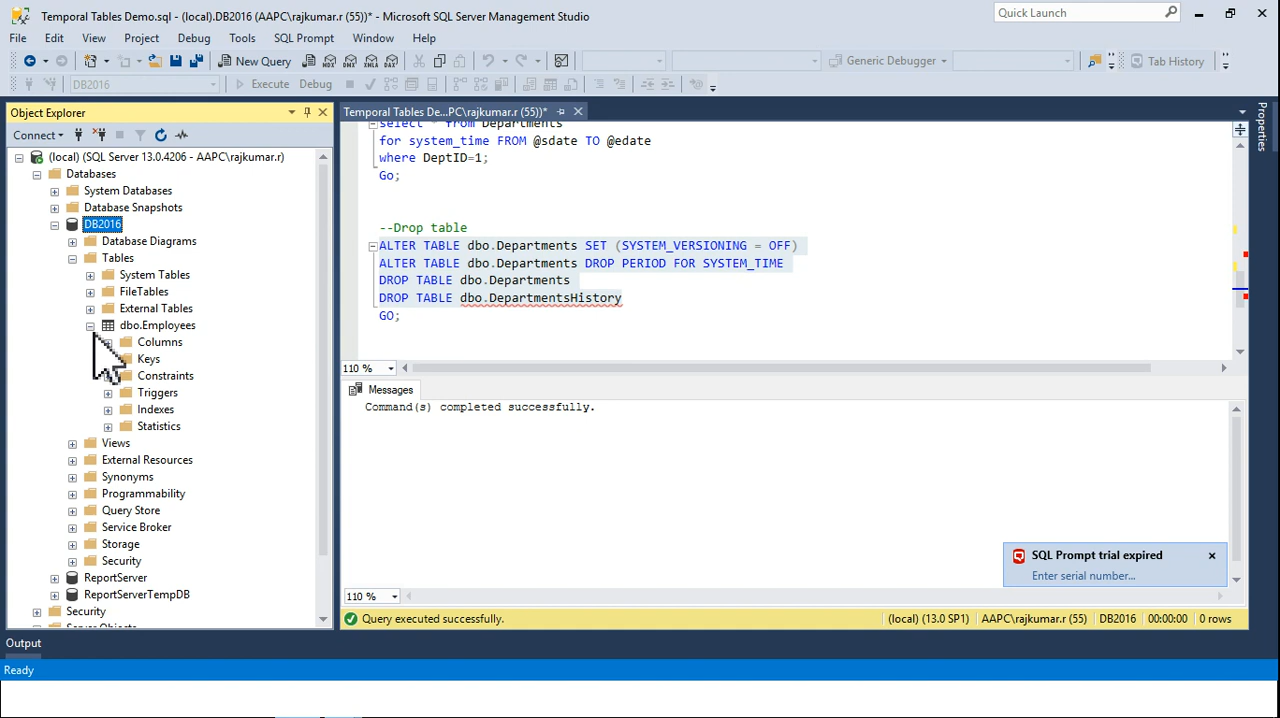 Temporal Tables Demo.sql - (local).DB2016 (AAPC\rajkumar.r (55))* - Microsoft SQL Server Management Studio
Quick Launch
File Edit View Project Debug Tools SQL Prompt Window Help
New Query
Generic Debugger
Tab History
DB2016
Execute Debug
Object Explorer
Connect
(local) (SQL Server 13.0.4206 - AAPC\rajkumar.r)
Databases
System Databases
Database Snapshots
DB2016
Database Diagrams
Tables
System Tables
FileTables
External Tables
dbo.Employees
Columns
Keys
Constraints
Triggers
Indexes
Statistics
Views
External Resources
Synonyms
Programmability
Query Store
Service Broker
Storage
Security
ReportServer
ReportServerTempDB
Security
Server Objects
Temporal Tables De...PC\rajkumar.r (55))*
select * from Departments
for system_time FROM @sdate TO @edate
where DeptID=1;
Go;
--Drop table
ALTER TABLE dbo.Departments SET (SYSTEM_VERSIONING = OFF)
ALTER TABLE dbo.Departments DROP PERIOD FOR SYSTEM_TIME
DROP TABLE dbo.Departments
DROP TABLE dbo.DepartmentsHistory
GO;
110 %
Messages
Command(s) completed successfully.
SQL Prompt trial expired
Enter serial number...
110 %
Query executed successfully.
(local) (13.0 SP1) AAPC\rajkumar.r (55) DB2016 00:00:00 0 rows
Properties
Output
Ready